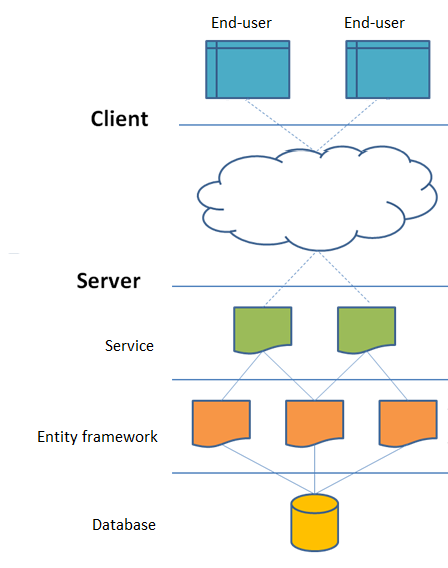 End-user
End-user
Client
Server
Service
Entity framework
Database